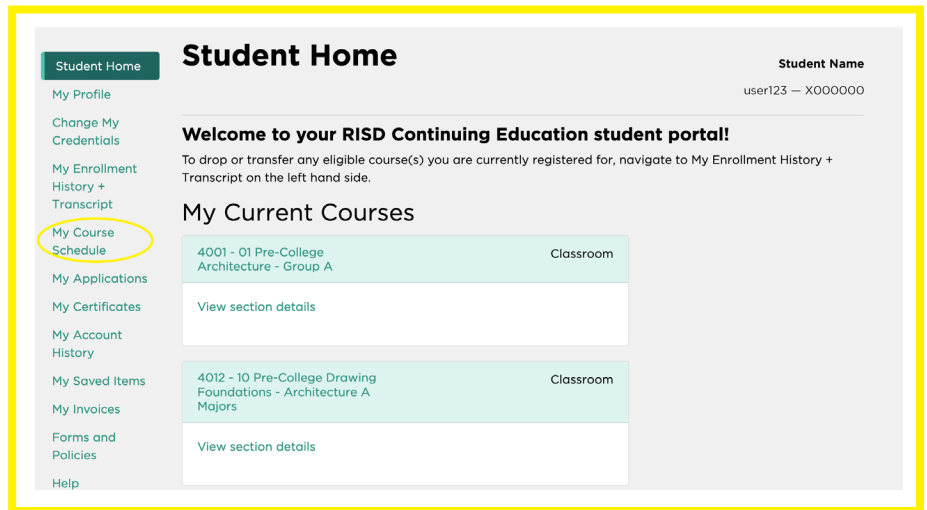 Student Home
My Profile
Change My
Credentials
My Enrollment
History +
Transcript
My Course
Schedule
My Applications
My Certificates
My Account
History
My Saved Items
My Invoices
Forms and
Policies
Help
Student Home
Student Name
user123 — X000000
Welcome to your RISD Continuing Education student portal!
To drop or transfer any eligible course(s) you are currently registered for, navigate to My Enrollment History +
Transcript on the left hand side.
My Current Courses
4001 - 01 Pre-College
Architecture - Group A
Classroom
View section details
4012 - 10 Pre-College Drawing
Foundations - Architecture A
Majors
Classroom
View section details